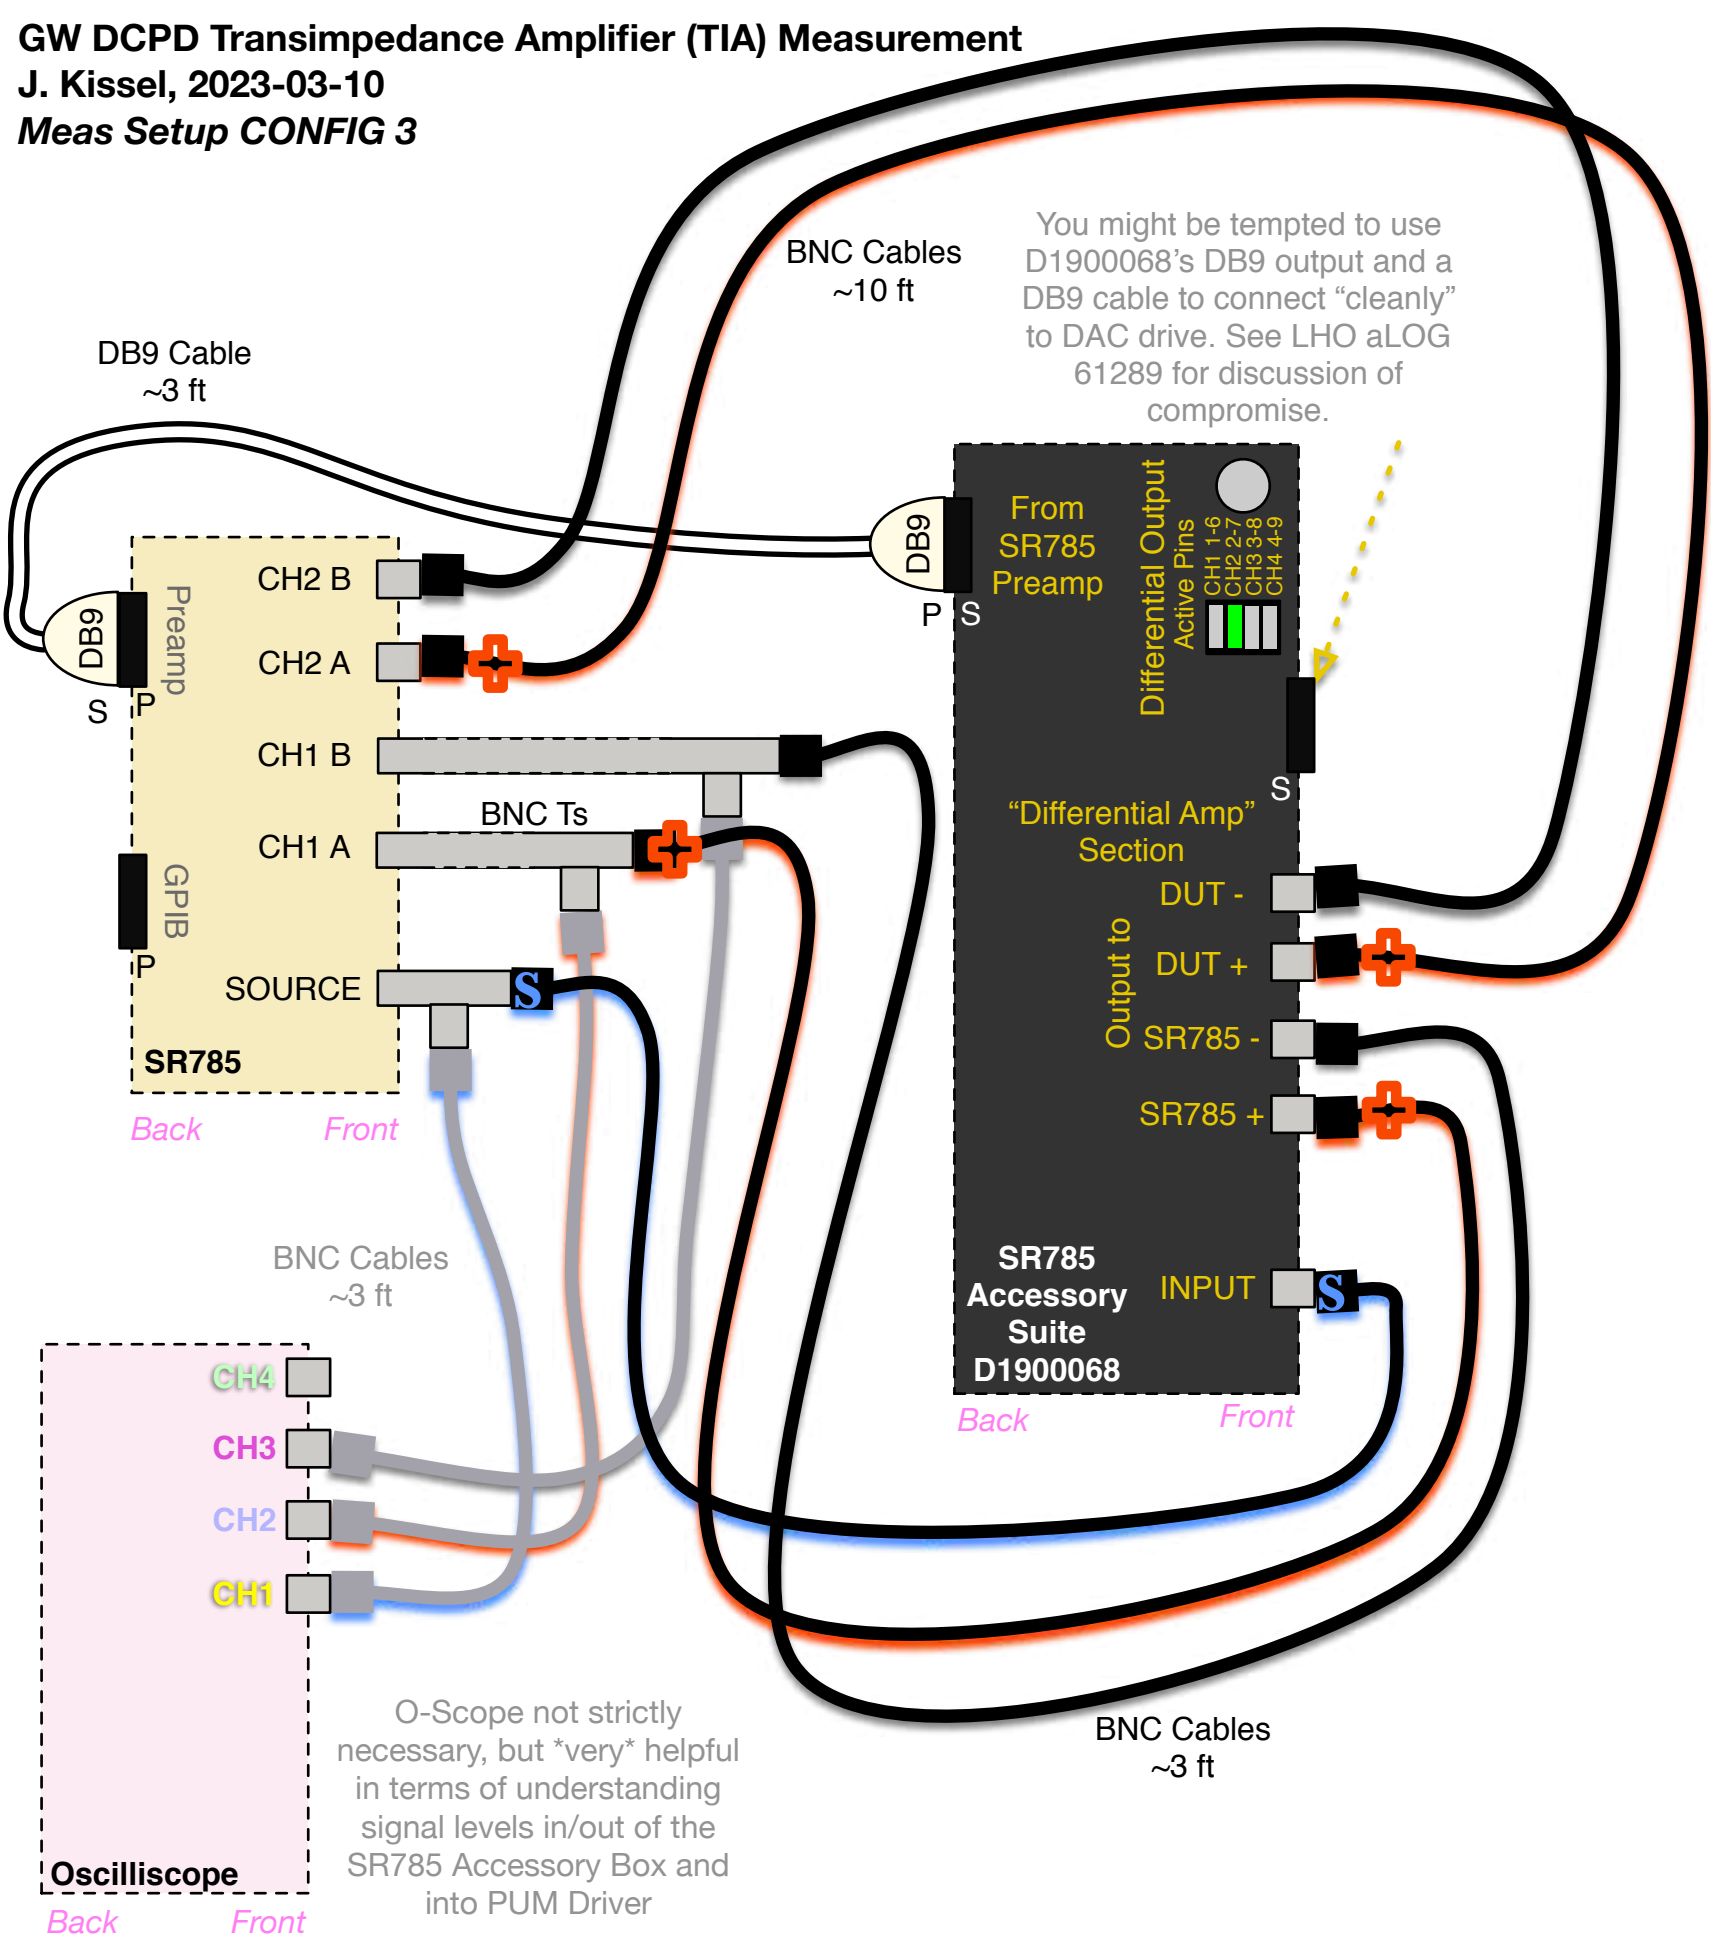 GW DCPD Transimpedance Amplifier (TIA) Measurement
J. Kissel, 2023-03-10
Meas Setup CONFIG 3
You might be tempted to use
D1900068’s DB9 output and a
DB9 cable to connect “cleanly”
to DAC drive. See LHO aLOG
61289 for discussion of
compromise.
BNC Cables
~10 ft
DB9 Cable
~3 ft
DB9
S
P
Preamp
CH2 B
CH2 A
CH1 B
BNC Ts
CH1 A
GPIB
P
SOURCE
S
SR785
Back
Front
DB9
P
S
From
SR785
Preamp
Differential Output
Active Pins
CH1 1-6
CH2 2-7
CH3 3-8
CH4 4-9
S
“Differential Amp”
Section
Output to
DUT -
DUT +
SR785 -
SR785 +
INPUT
S
SR785
Accessory
Suite
D1900068
Back
Front
BNC Cables
~3 ft
CH4
CH3
CH2
CH1
Oscilliscope
Back
Front
O-Scope not strictly
necessary, but *very* helpful
in terms of understanding
signal levels in/out of the
SR785 Accessory Box and
into PUM Driver
BNC Cables
~3 ft